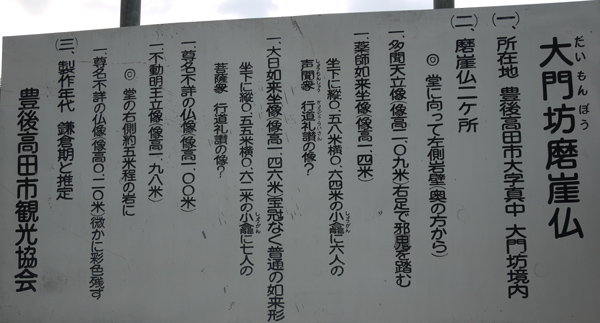 大門坊磨崖仏
だいもんぼう
(一)、所在地、豊後高田市大字真中 大門坊境内
(二)、磨崖仏二ケ所
◎ 堂に向って左側岩壁(奥の方から)
一、多聞天立像(像高一.〇九米)右足で邪鬼を踏む
一、薬師如来坐像(像高一.四米)
坐下に縦〇.五八米横〇.六四米の小龕に六人の
声聞衆 行道礼讃の像?
一、大日如来坐像(像高一.四六米)(宝冠なく普通の如来形
坐下に縦〇.五五米横〇.六二米の小龕に七人の
菩薩衆 行道礼讃の像?
一、尊名不詳の仏像(像高一.〇〇米)
一、不動明王立像(像高一.九八米)
◎ 堂の右側約五米程の岩に
一、尊名不詳の仏像(像高〇.二〇米)(微かに彩色残す
(三)、製作年代 鎌倉期と推定
豊後高田市観光協会